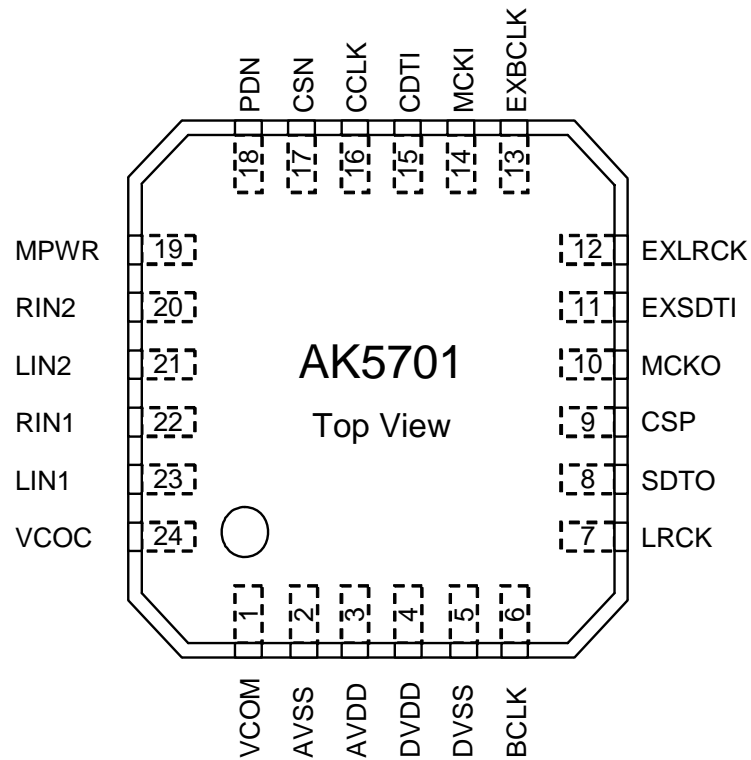 PDN
CSN
CCLK
CDTI
MCKI
EXBCLK
18
17
16
15
14
13
MPWR 19
RIN2 20
LIN2 21
RIN1 22
LIN1 23
VCOC 24
AK5701
Top View
12 EXLRCK
11 EXSDTI
10 MCKO
9 CSP
8 SDTO
7 LRCK
1
2
3
4
5
6
VCOM
AVSS
AVDD
DVDD
DVSS
BCLK